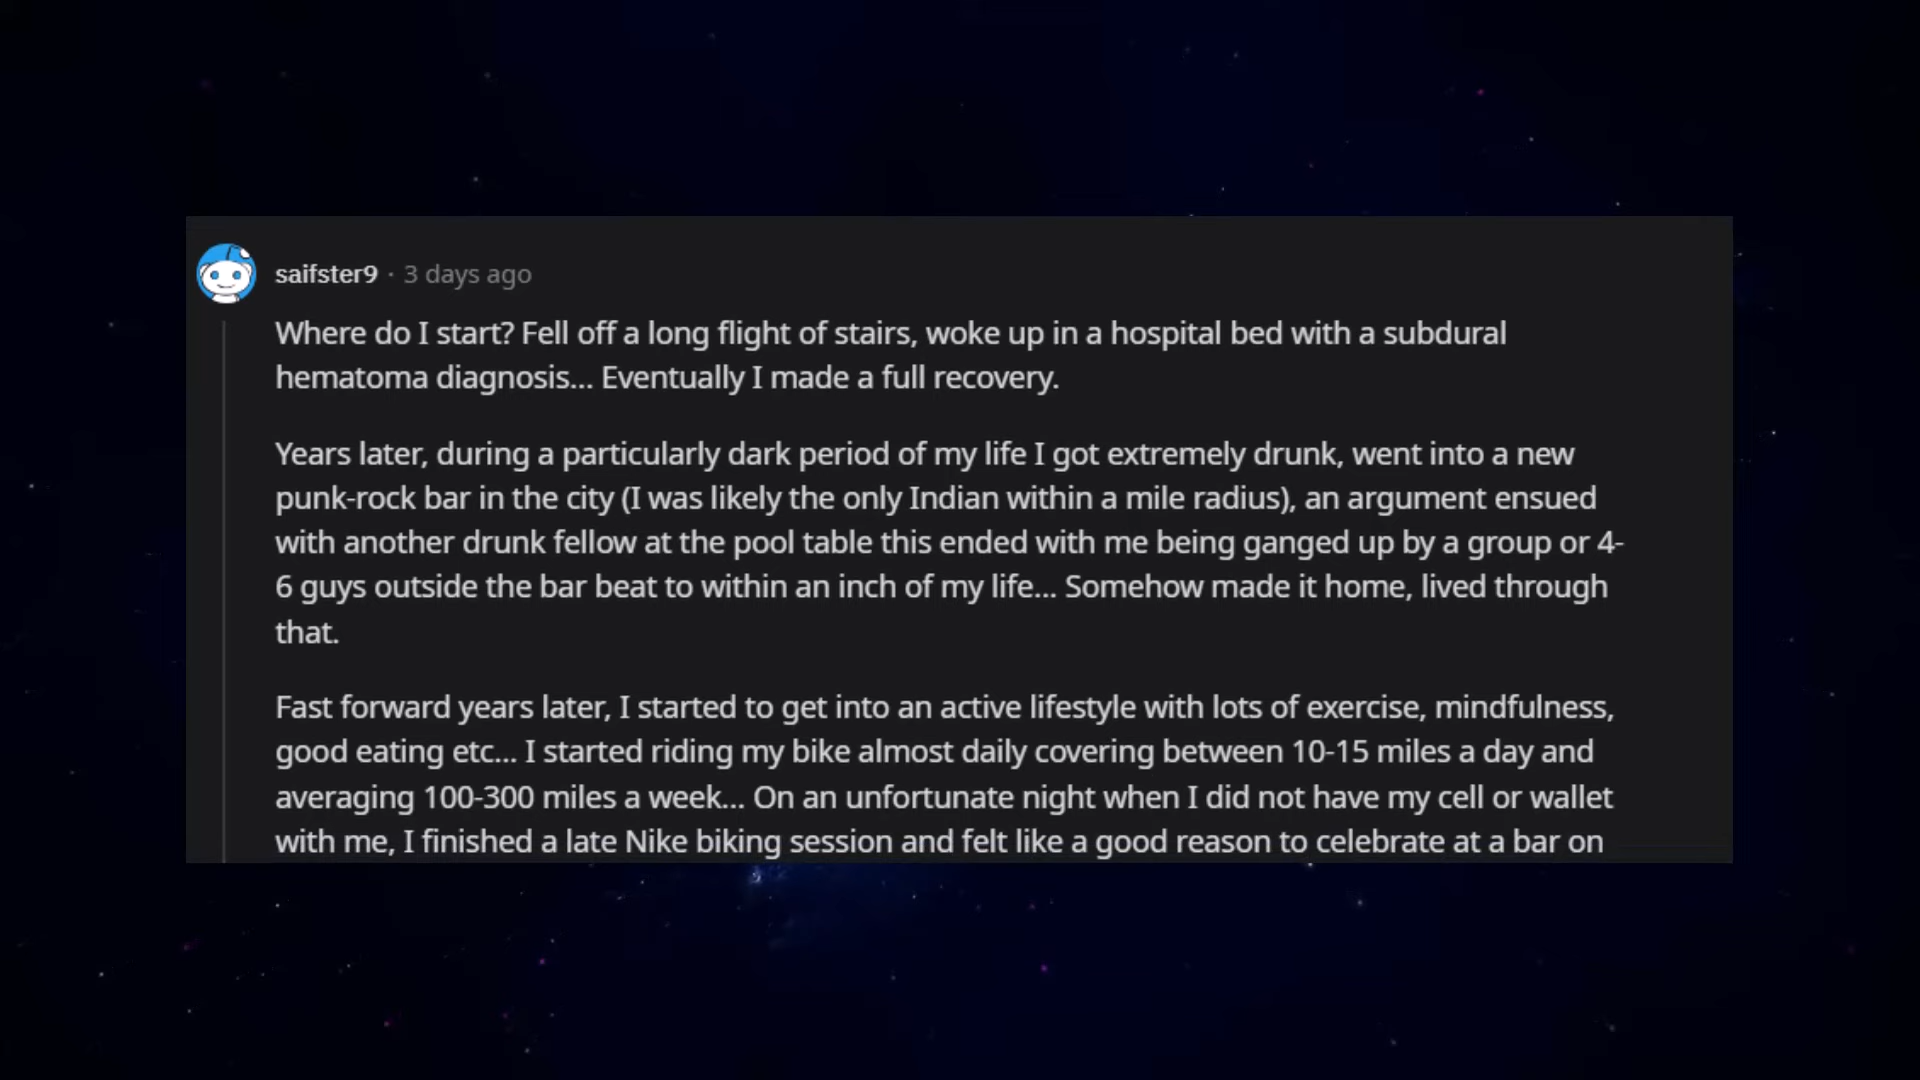 saifster9 · 3 days ago
Where do I start? Fell off a long flight of stairs, woke up in a hospital bed with a subdural
hematoma diagnosis... Eventually I made a full recovery.
Years later, during a particularly dark period of my life I got extremely drunk, went into a new
punk-rock bar in the city (I was likely the only Indian within a mile radius), an argument ensued
with another drunk fellow at the pool table this ended with me being ganged up by a group or 4-
6 guys outside the bar beat to within an inch of my life... Somehow made it home, lived through
that.
Fast forward years later, I started to get into an active lifestyle with lots of exercise, mindfulness,
good eating etc... I started riding my bike almost daily covering between 10-15 miles a day and
averaging 100-300 miles a week... On an unfortunate night when I did not have my cell or wallet
with me, I finished a late Nike biking session and felt like a good reason to celebrate at a bar on